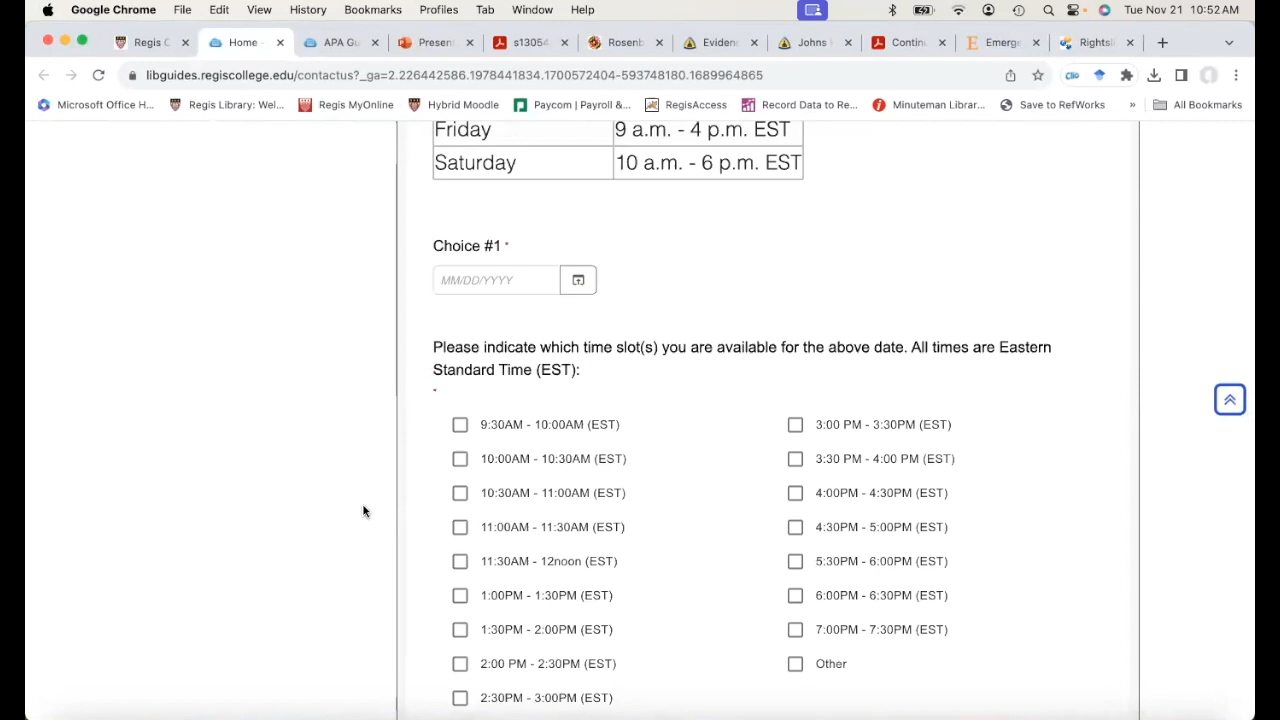 Google Chrome File Edit View History Bookmarks Profiles Tab Window Help Tue Nov 21 10:52 AM
Regis C Home APA C Presen s13054 Rosenb Eviden Johns H Continu Emerge Rightsli
libguides.regiscollege.edu/contactus?_ga=2.226442586.1978441834.1700572404-593748180.1689964865
Microsoft Office H... Regis Library: Wel... Regis MyOnline Hybrid Moodle Paycom | Payroll &... RegisAccess Record Data to Re... Minuteman Librar... Save to RefWorks » All Bookmarks
Friday 9 a.m. - 4 p.m. EST
Saturday 10 a.m. - 6 p.m. EST
Choice #1 *
MM/DD/YYYY
Please indicate which time slot(s) you are available for the above date. All times are Eastern
Standard Time (EST):
*
9:30AM - 10:00AM (EST) 3:00 PM - 3:30PM (EST)
10:00AM - 10:30AM (EST) 3:30 PM - 4:00 PM (EST)
10:30AM - 11:00AM (EST) 4:00PM - 4:30PM (EST)
11:00AM - 11:30AM (EST) 4:30PM - 5:00PM (EST)
11:30AM - 12noon (EST) 5:30PM - 6:00PM (EST)
1:00PM - 1:30PM (EST) 6:00PM - 6:30PM (EST)
1:30PM - 2:00PM (EST) 7:00PM - 7:30PM (EST)
2:00 PM - 2:30PM (EST) Other
2:30PM - 3:00PM (EST)